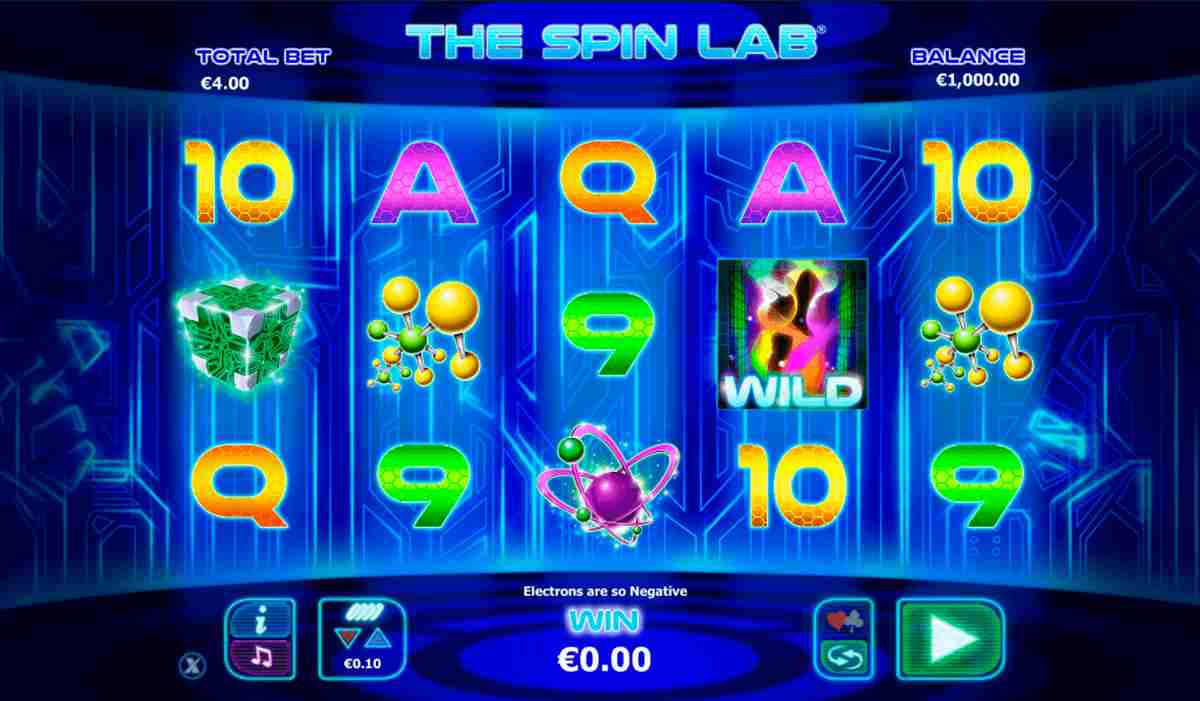 THE SPIN LAB®
TOTAL BET
€4.00
BALANCE
€1,000.00
10 A Q A 10
9 WILD
Q 9 10 9
Electrons are so Negative
WIN
€0.00
i
€0.10
X